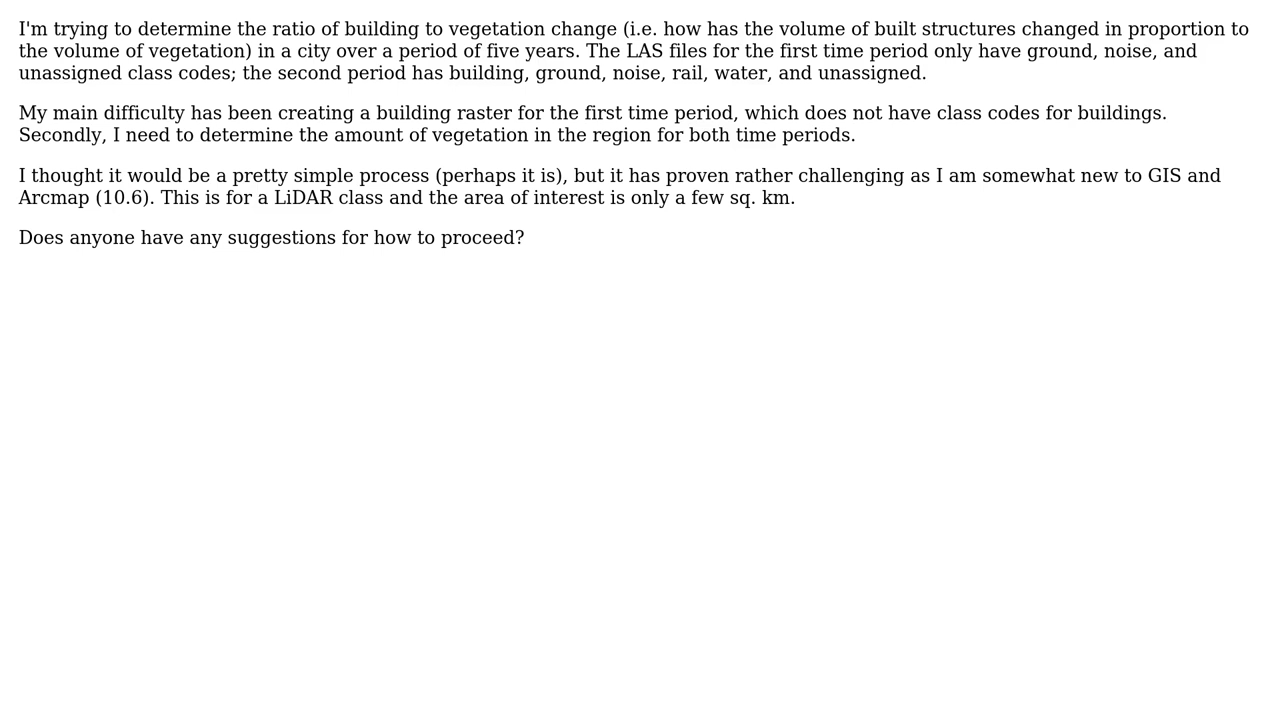 I'm trying to determine the ratio of building to vegetation change (i.e. how has the volume of built structures changed in proportion to
the volume of vegetation) in a city over a period of five years. The LAS files for the first time period only have ground, noise, and
unassigned class codes; the second period has building, ground, noise, rail, water, and unassigned.
My main difficulty has been creating a building raster for the first time period, which does not have class codes for buildings.
Secondly, I need to determine the amount of vegetation in the region for both time periods.
I thought it would be a pretty simple process (perhaps it is), but it has proven rather challenging as I am somewhat new to GIS and
Arcmap (10.6). This is for a LiDAR class and the area of interest is only a few sq. km.
Does anyone have any suggestions for how to proceed?